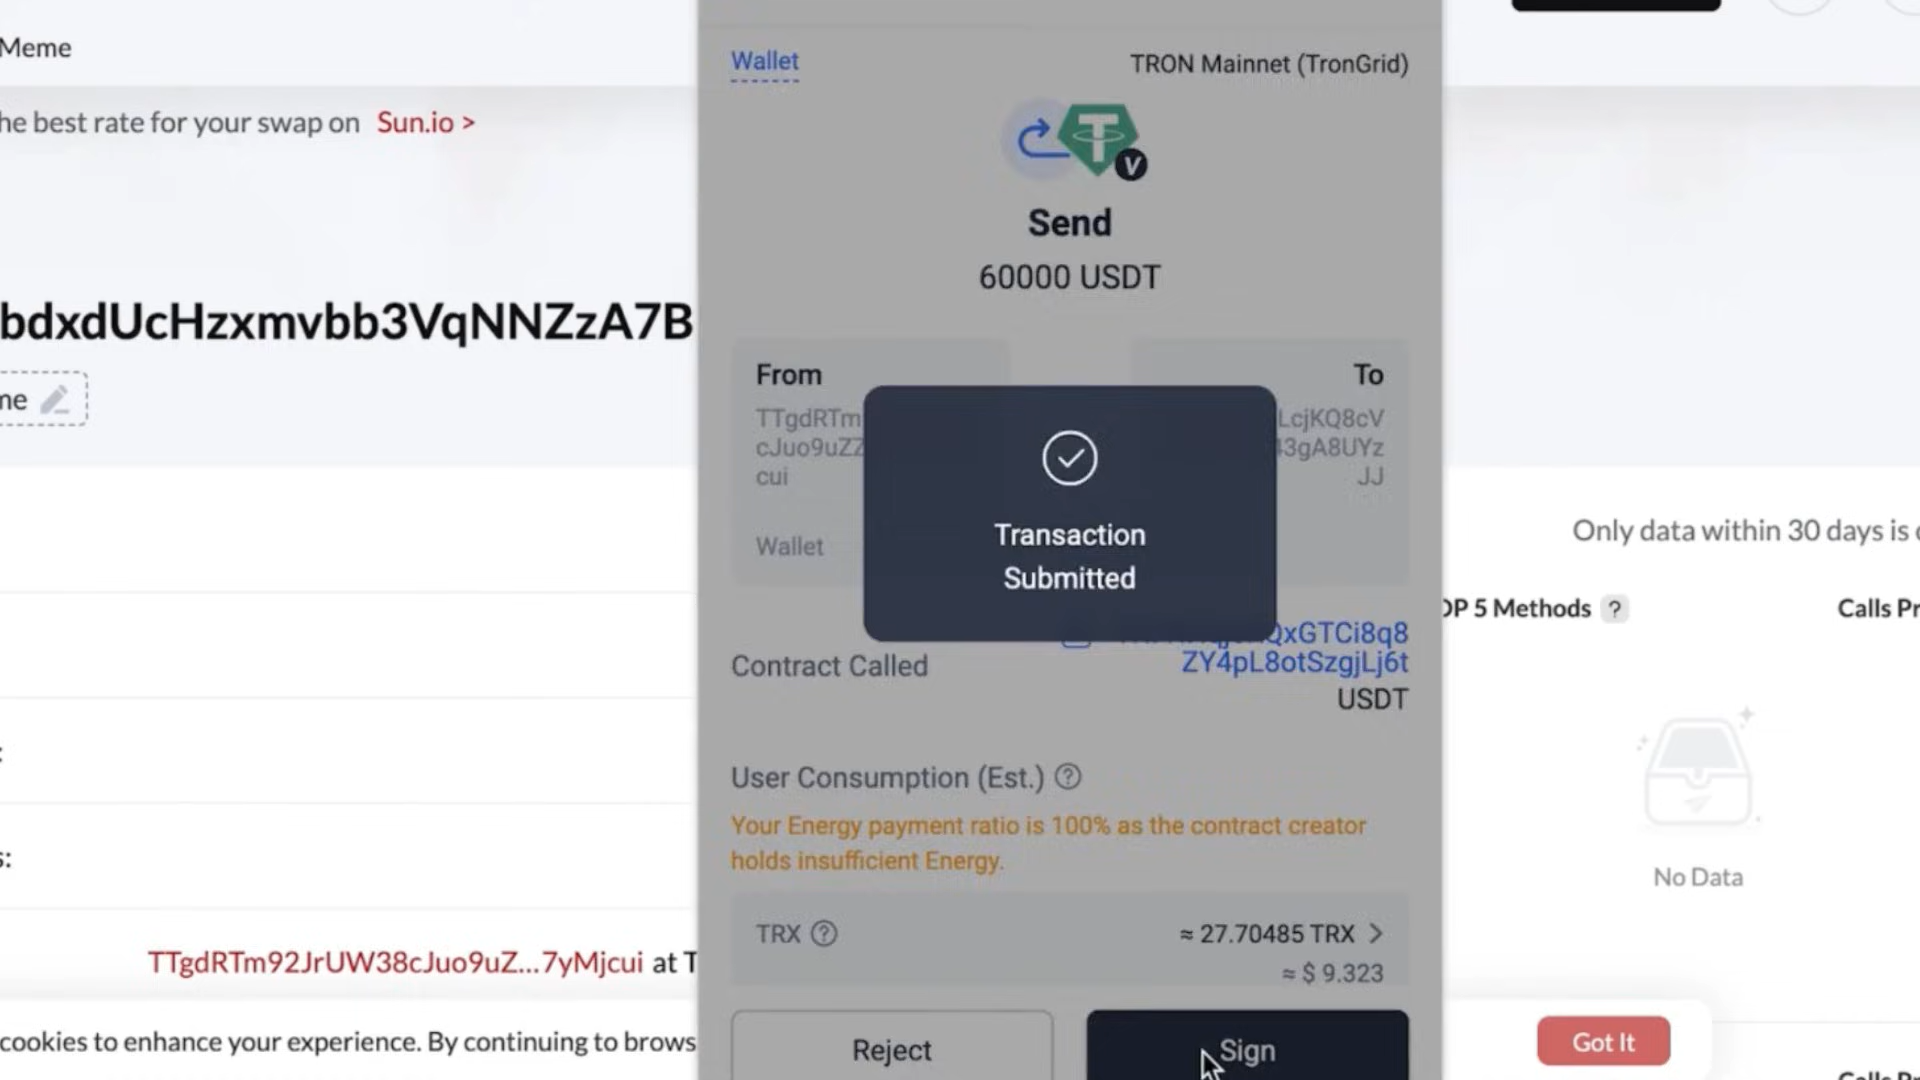 Meme
he best rate for your swap on Sun.io >
bdxdUcHzxmvbb3VqNNZzA7B
me
TTgdRTm92JrUW38cJuo9uZ...7yMjcui at T
cookies to enhance your experience. By continuing to brows
Wallet
TRON Mainnet (TronGrid)
T
V
Send
60000 USDT
From
TTgdRTm
cJuo9uZZ
cui
Wallet
To
LcjKQ8cV
3gA8UYz
JJ
Transaction
Submitted
Contract Called
QxGTCi8q8
ZY4pL8otSzgjLj6t
USDT
User Consumption (Est.) ?
Your Energy payment ratio is 100% as the contract creator
holds insufficient Energy.
TRX ?
≈ 27.70485 TRX >
≈ $ 9.323
Reject
Sign
Only data within 30 days is
OP 5 Methods ?
Calls Pr
No Data
Got It